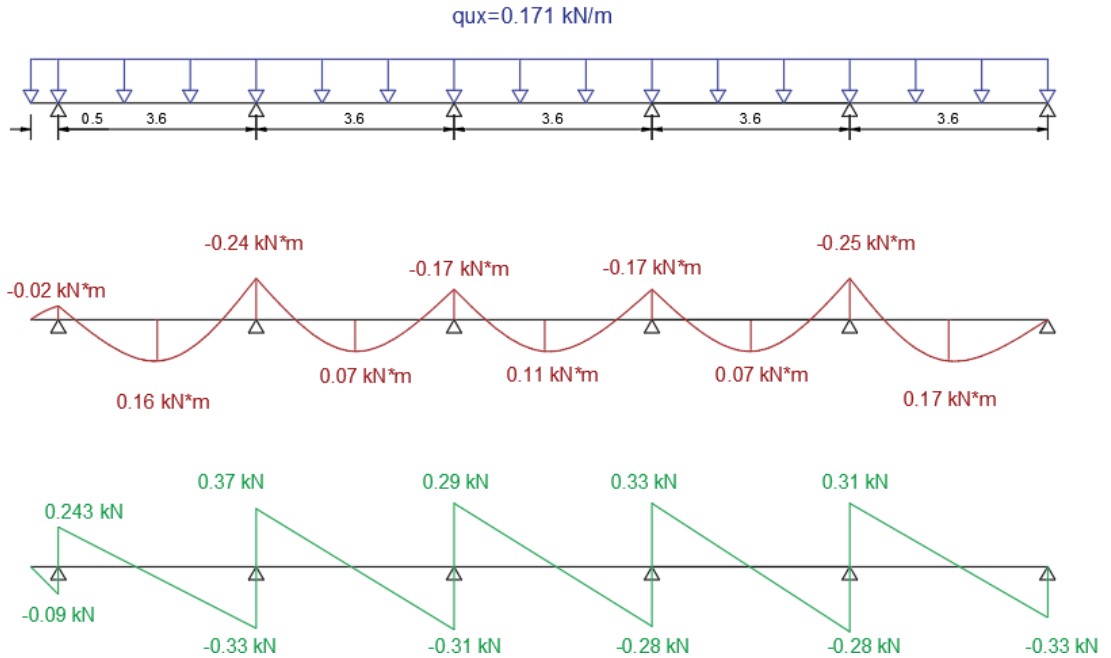 qux=0.171 kN/m
0.5 3.6 3.6 3.6 3.6 3.6
-0.24 kN*m -0.25 kN*m
-0.17 kN*m -0.17 kN*m
-0.02 kN*m
0.07 kN*m 0.11 kN*m 0.07 kN*m
0.16 kN*m 0.17 kN*m
0.37 kN 0.29 kN 0.33 kN 0.31 kN
0.243 kN
-0.09 kN
-0.33 kN -0.31 kN -0.28 kN -0.28 kN -0.33 kN